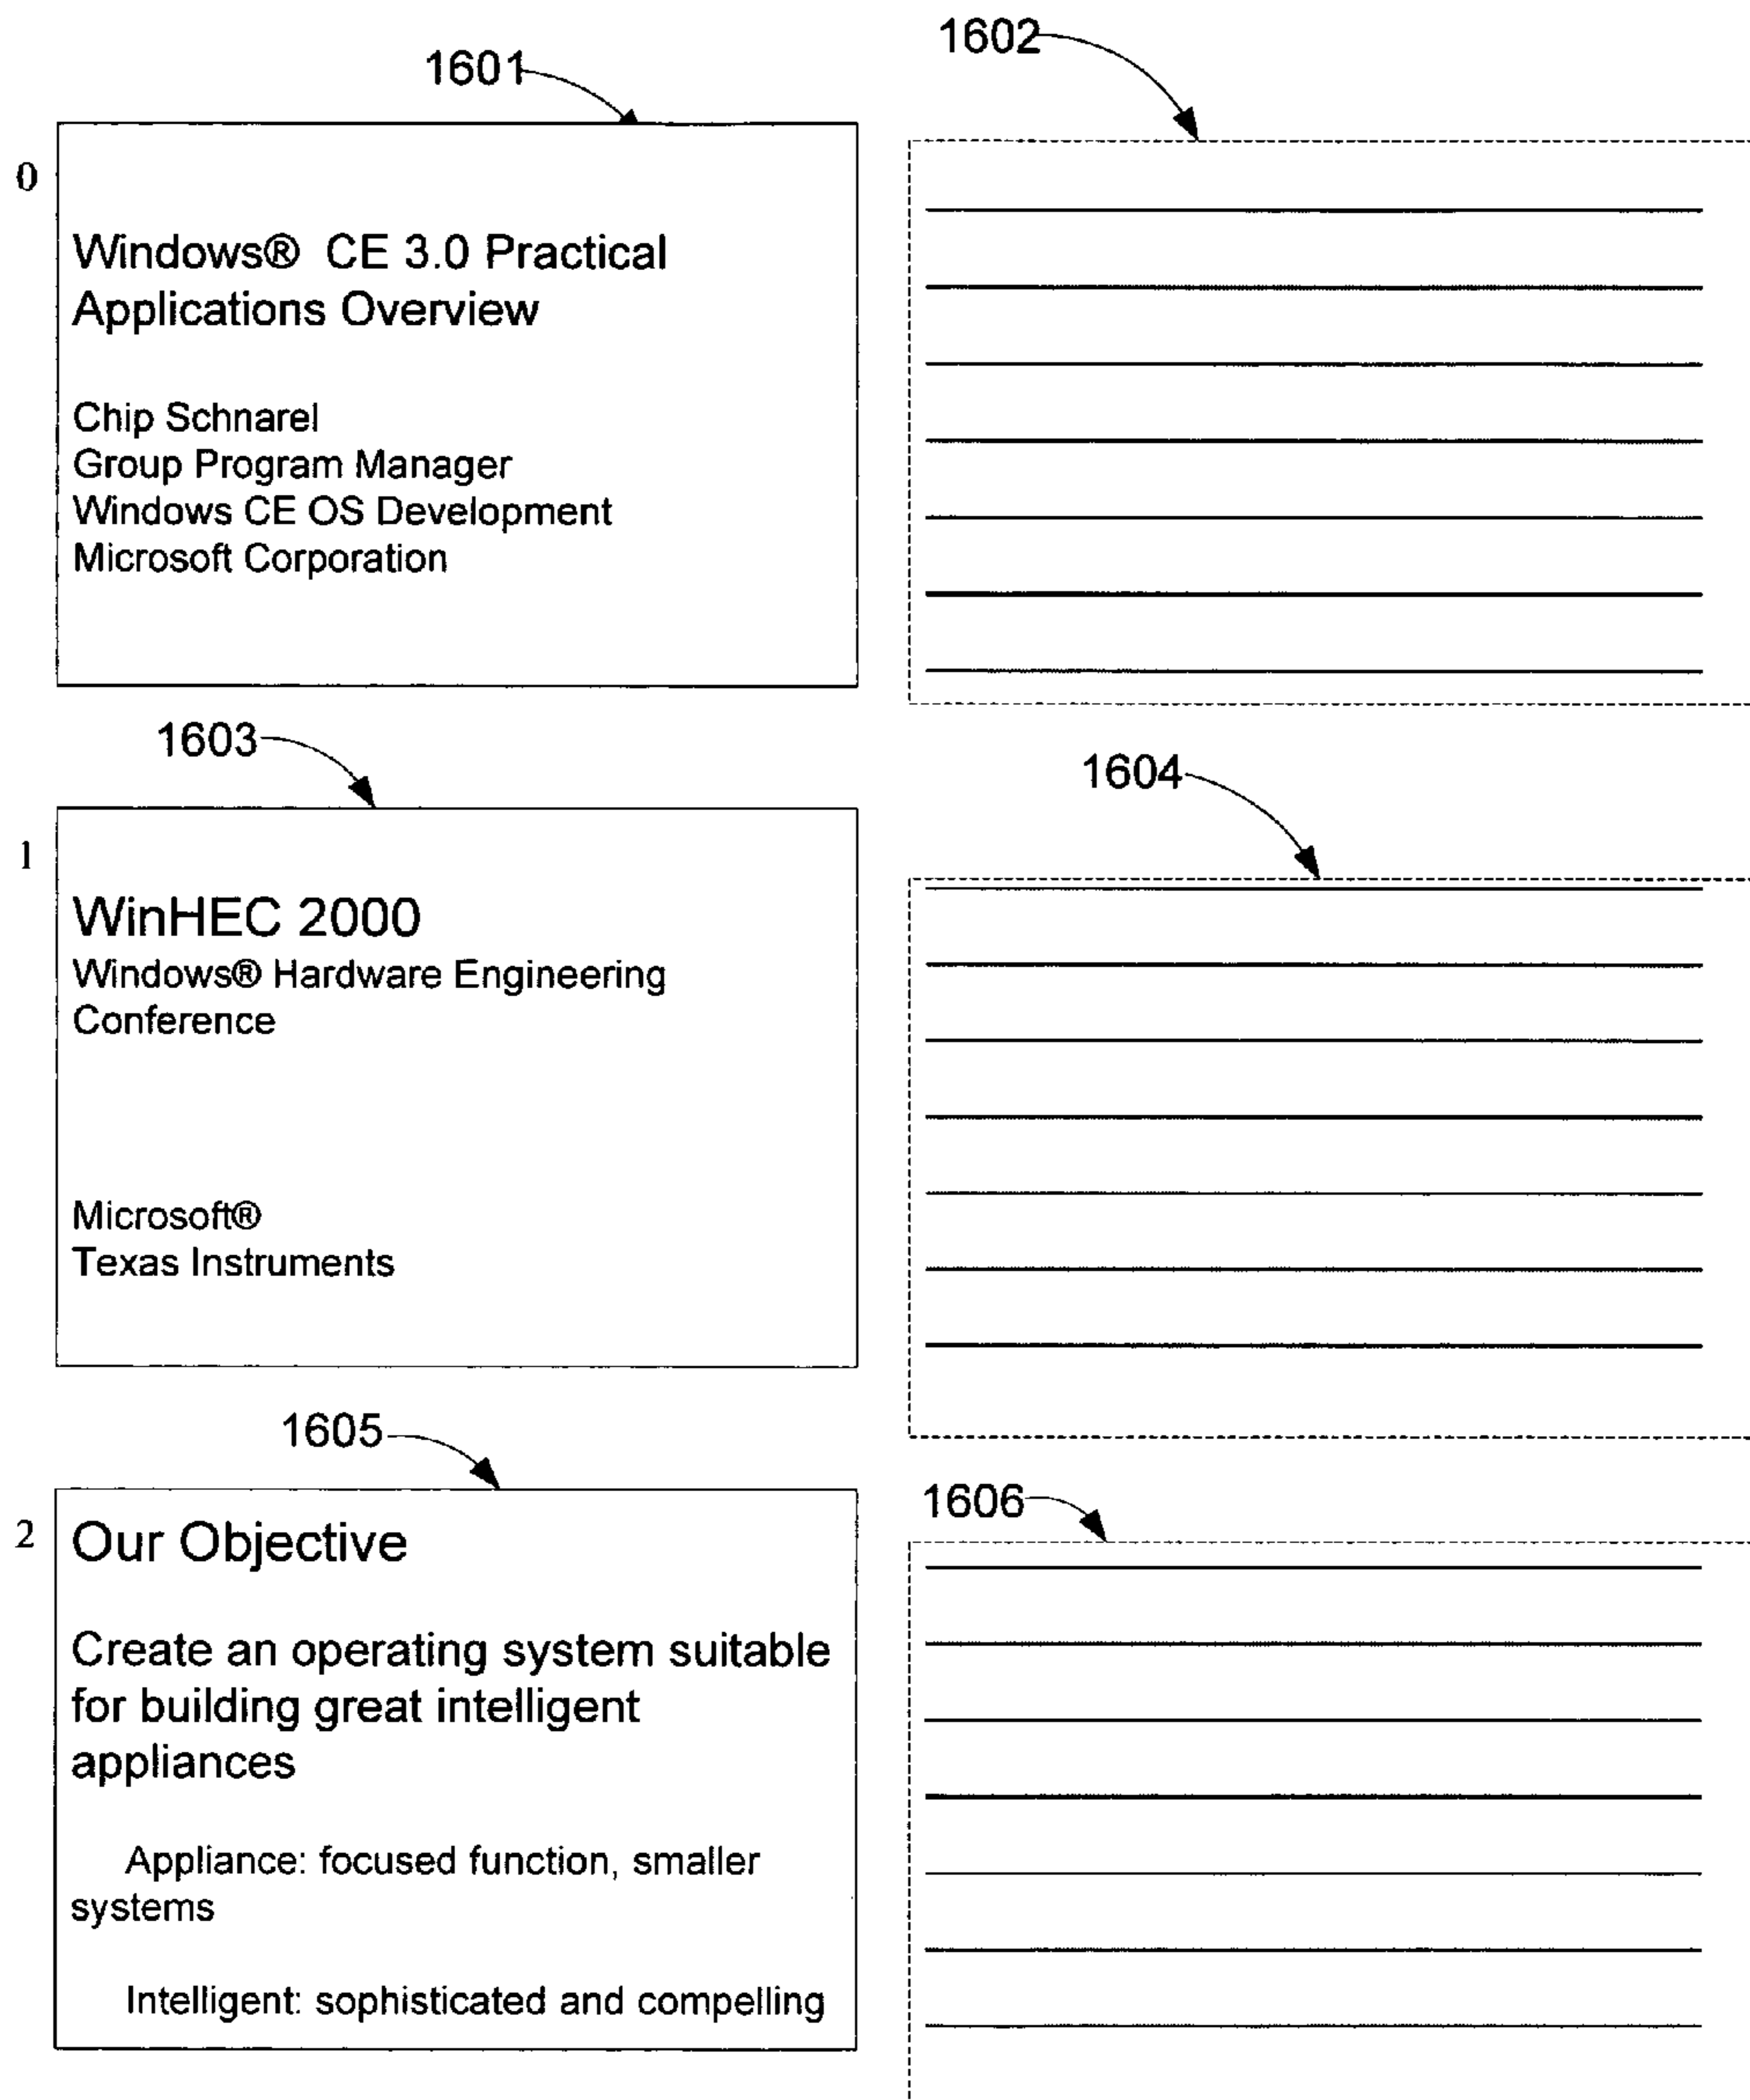 1601
1602
0
Windows® CE 3.0 Practical
Applications Overview
Chip Schnarel
Group Program Manager
Windows CE OS Development
Microsoft Corporation
1603
1604
1
WinHEC 2000
Windows® Hardware Engineering
Conference
Microsoft®
Texas Instruments
1605
1606
2
Our Objective
Create an operating system suitable
for building great intelligent
appliances
Appliance: focused function, smaller
systems
Intelligent: sophisticated and compelling